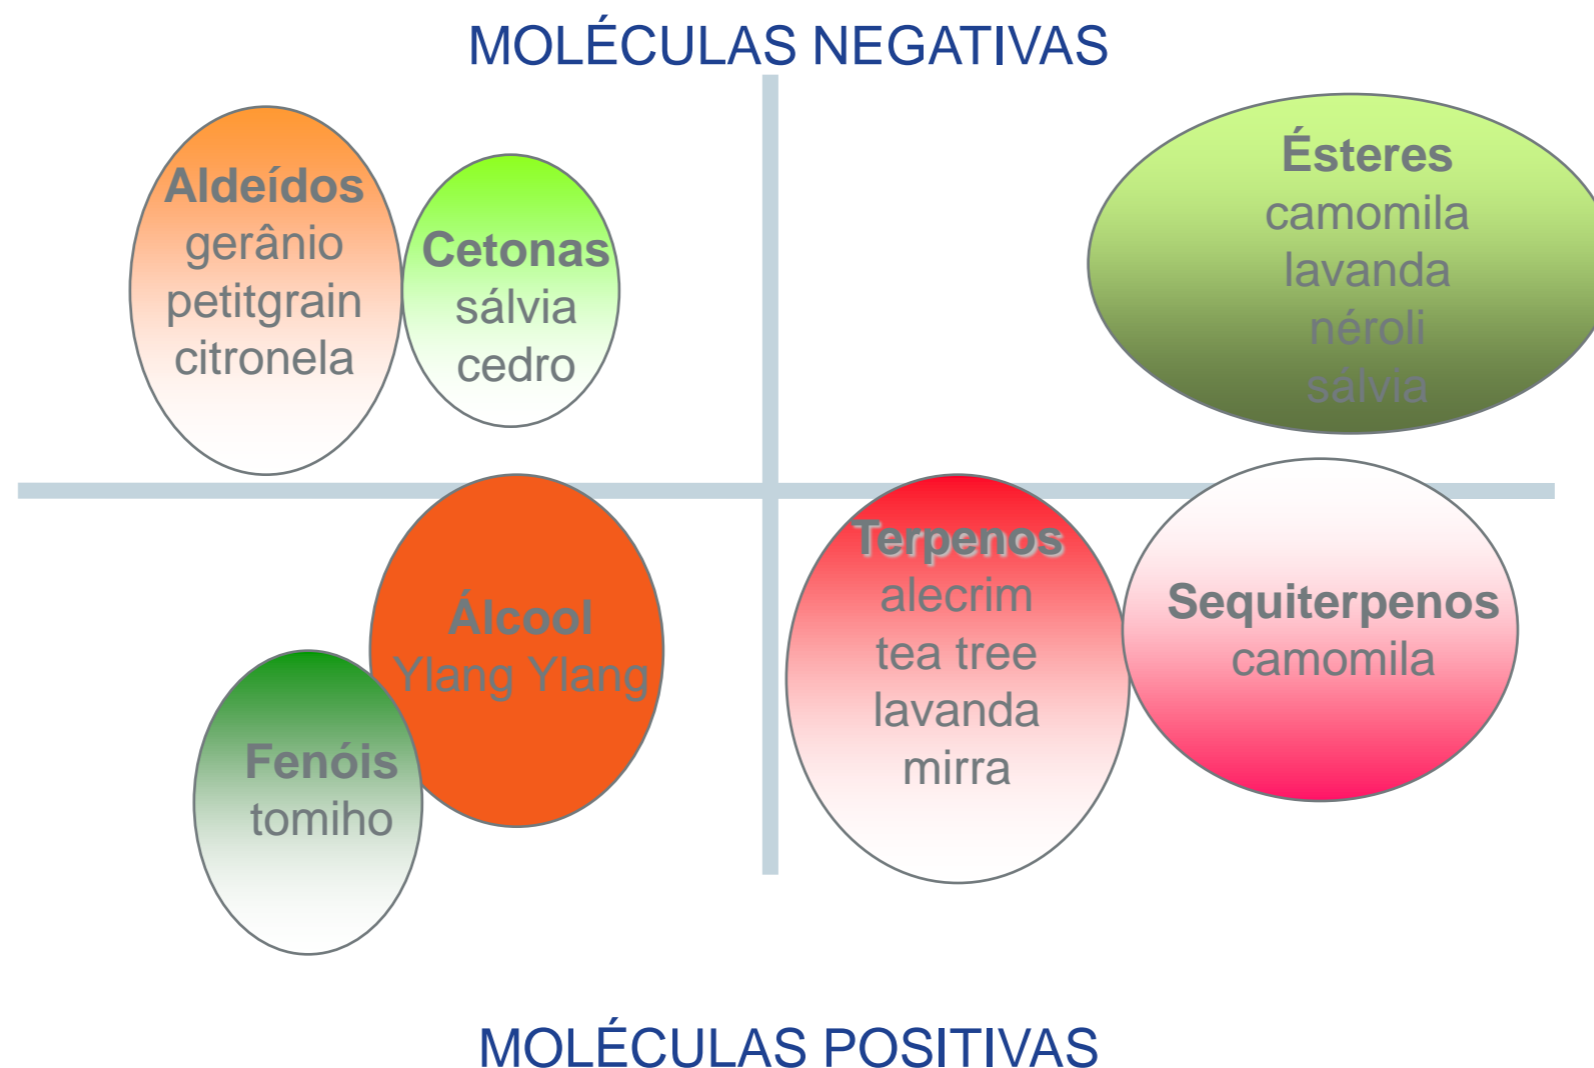 MOLÉCULAS NEGATIVAS
Aldeídos
gerânio
petitgrain
citronela
Cetonas
sálvia
cedro
Ésteres
camomila
lavanda
néroli
sálvia
Álcool
Ylang Ylang
Fenóis
tomiho
Terpenos
alecrim
tea tree
lavanda
mirra
Sequiterpenos
camomila
MOLÉCULAS POSITIVAS